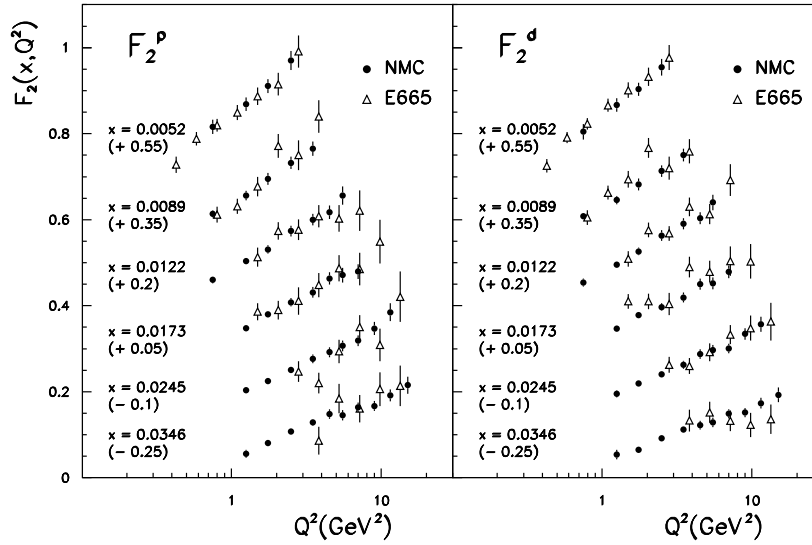 F₂(x,Q²)
1
0.8
0.6
0.4
0.2
0
F₂ᵖ
NMC
E665
x = 0.0052
(+ 0.55)
x = 0.0089
(+ 0.35)
x = 0.0122
(+ 0.2)
x = 0.0173
(+ 0.05)
x = 0.0245
(− 0.1)
x = 0.0346
(− 0.25)
1
10
Q²(GeV²)
F₂ᵈ
NMC
E665
x = 0.0052
(+ 0.55)
x = 0.0089
(+ 0.35)
x = 0.0122
(+ 0.2)
x = 0.0173
(+ 0.05)
x = 0.0245
(− 0.1)
x = 0.0346
(− 0.25)
1
10
Q²(GeV²)